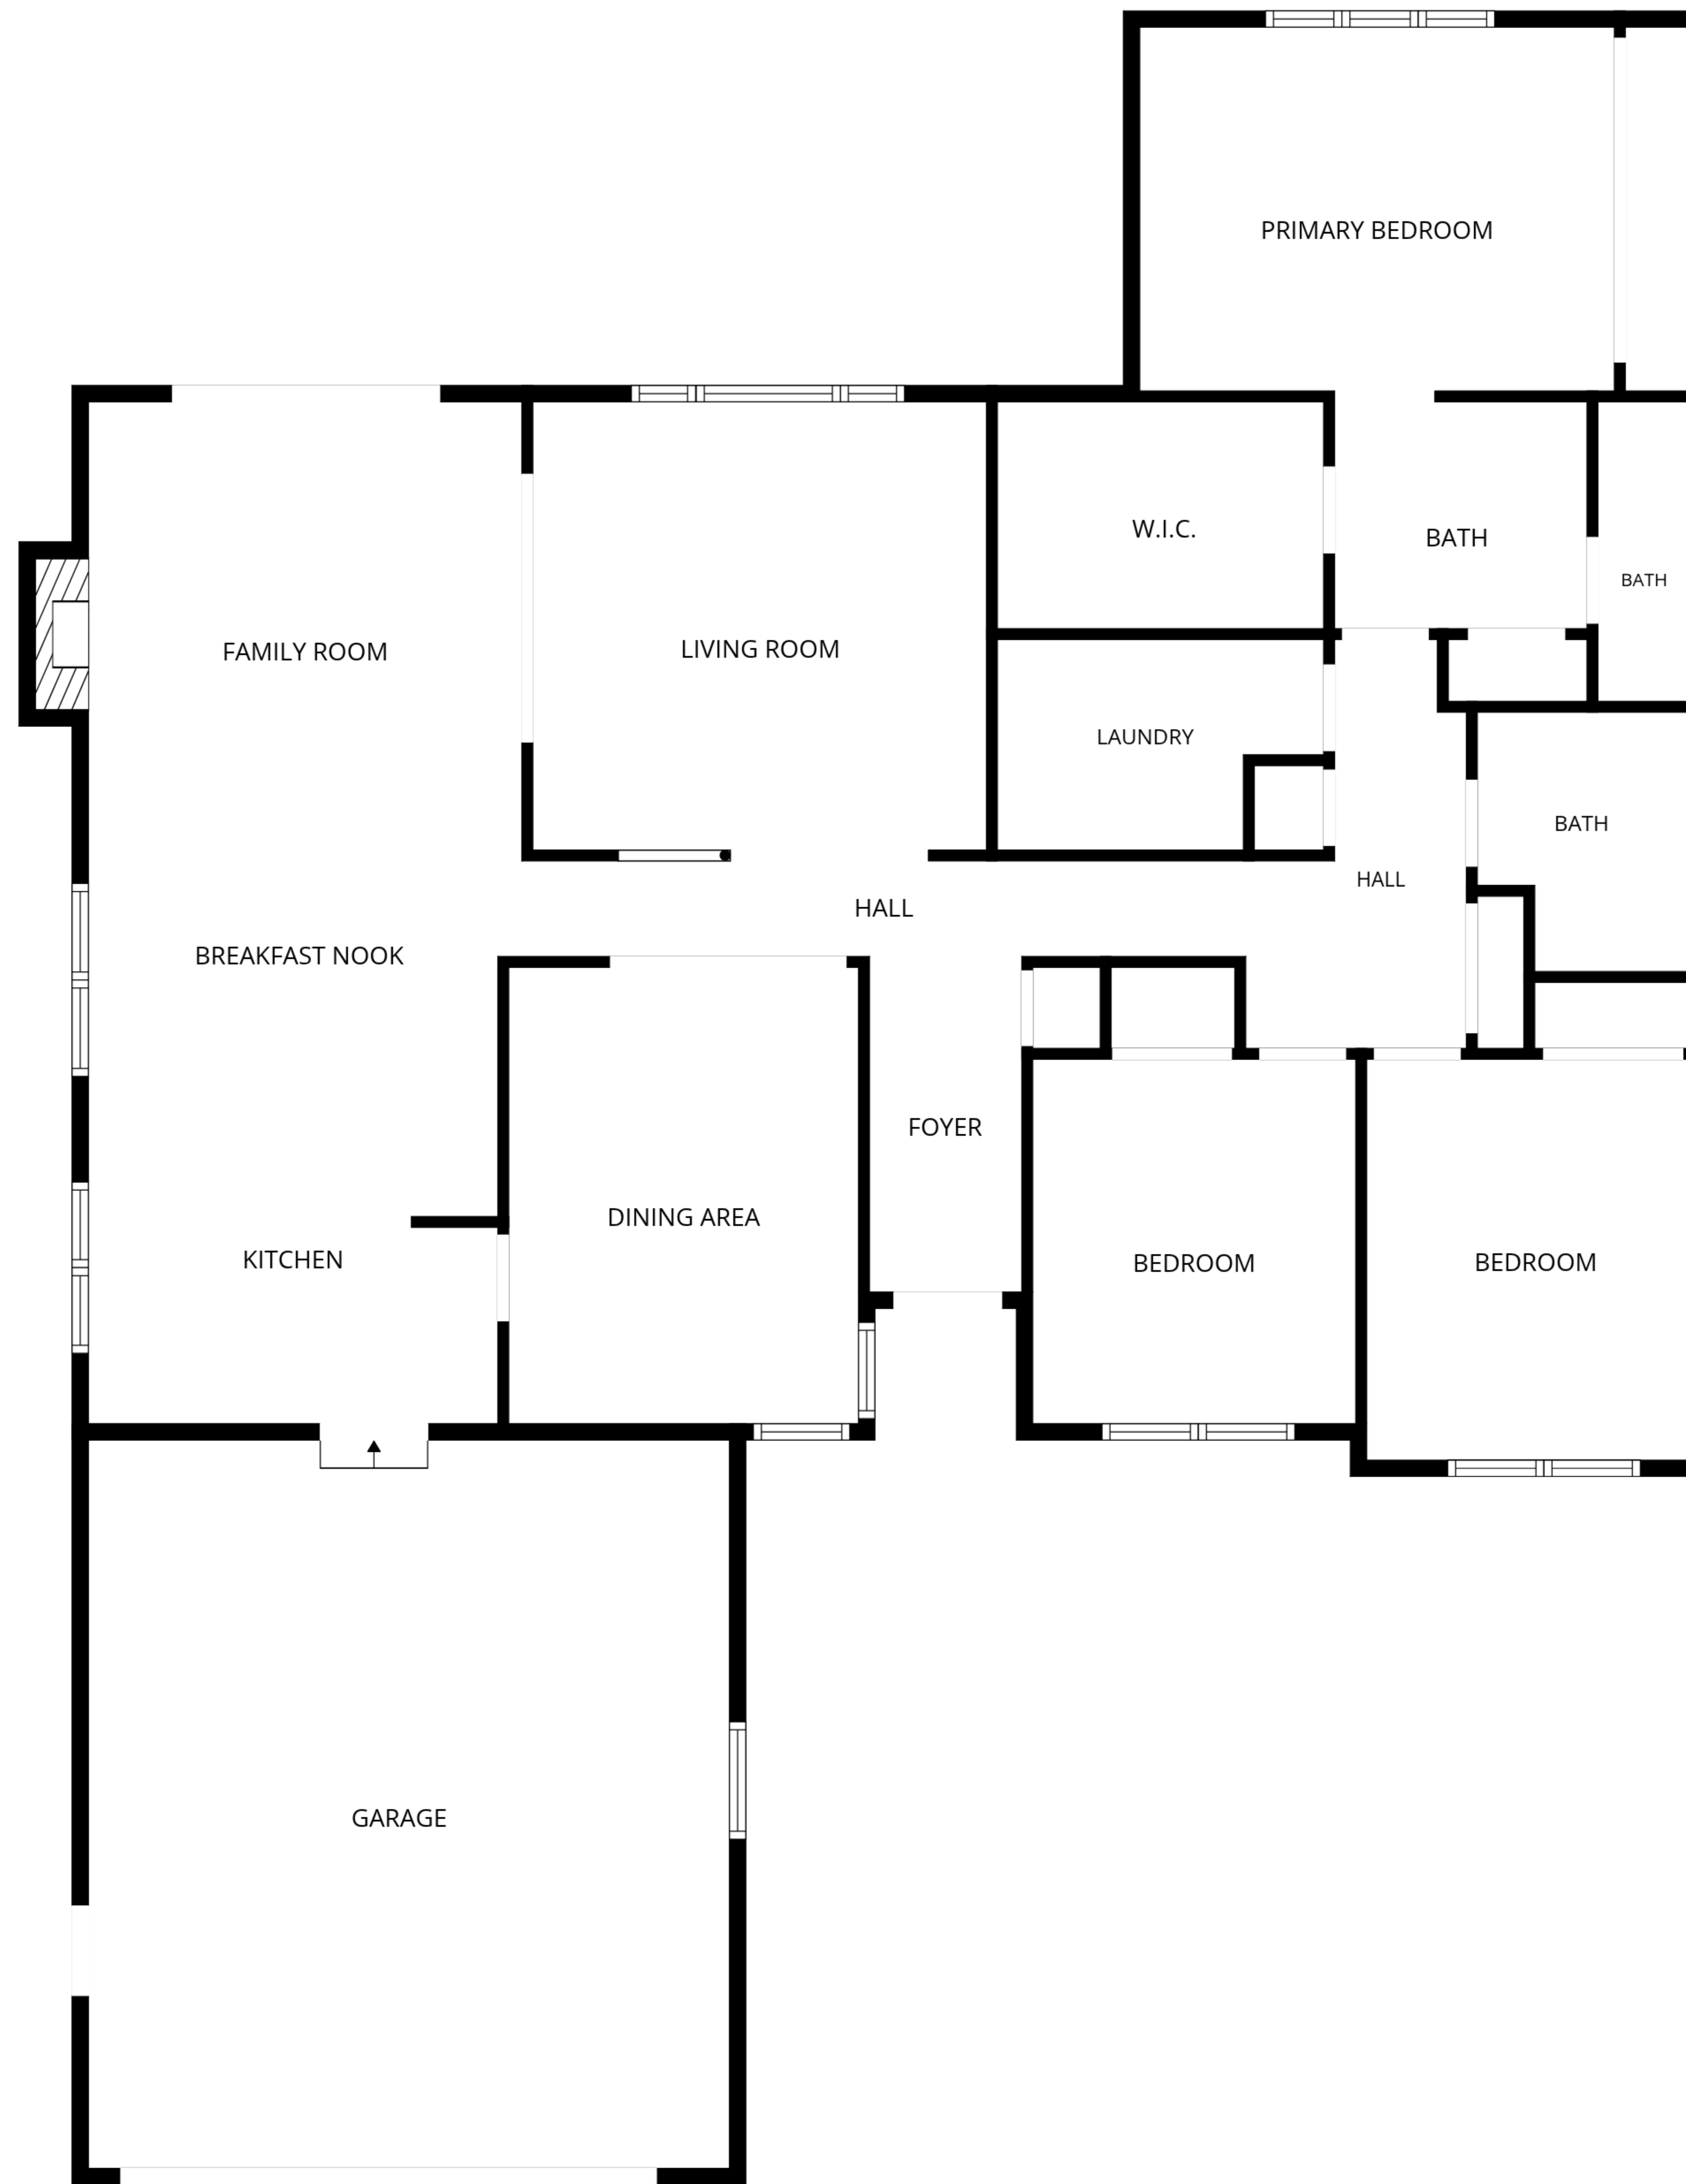 PRIMARY BEDROOM
W.I.C.
BATH
BATH
FAMILY ROOM
LIVING ROOM
LAUNDRY
BATH
HALL
HALL
BREAKFAST NOOK
FOYER
DINING AREA
KITCHEN
BEDROOM
BEDROOM
GARAGE